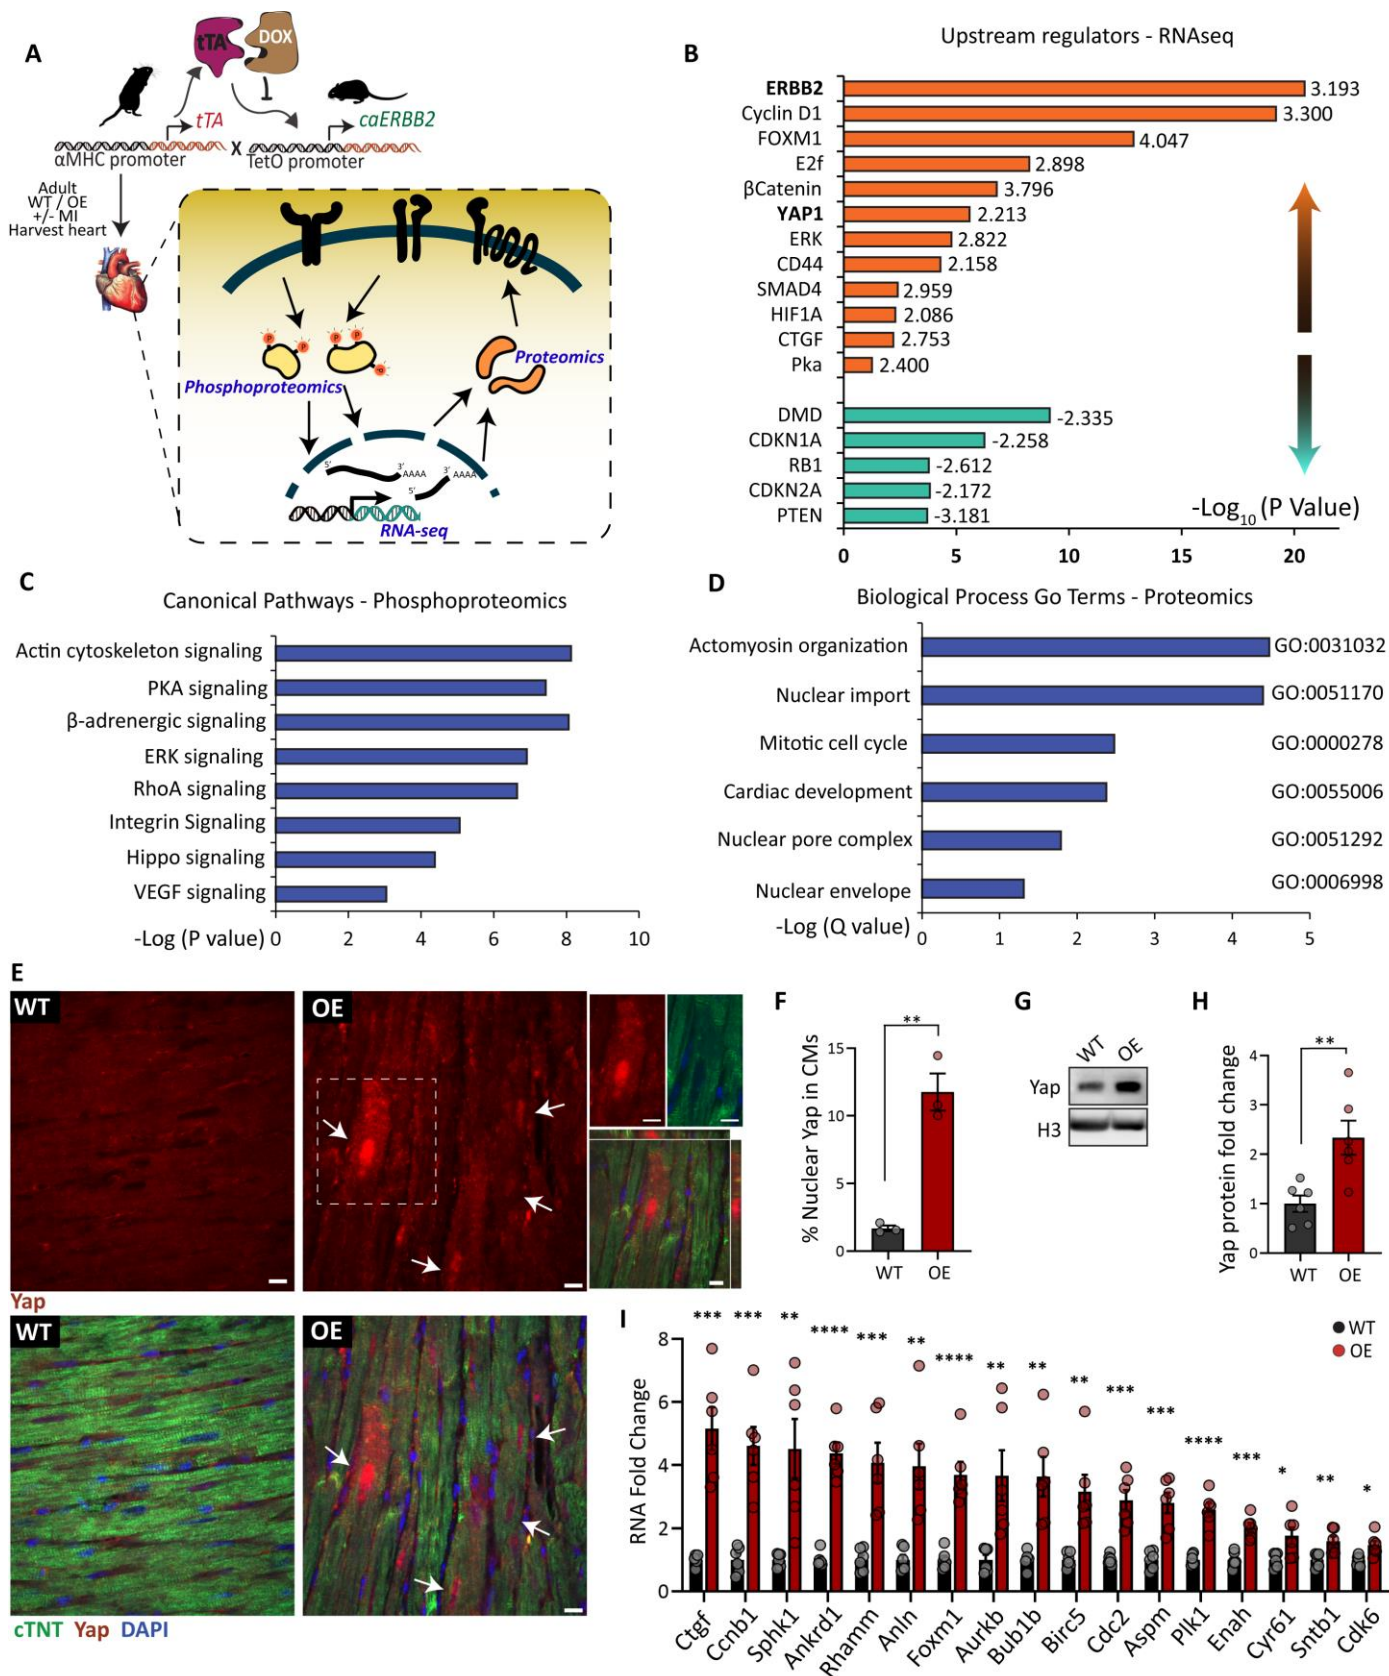 A
tTA
DOX
tTA
caERBB2
αMHC promoter
X
TetO promoter
Adult
WT / OE
+/- MI
Harvest heart
P
P
P
P
P
Phosphoproteomics
Proteomics
5'
3'
AAAA
5'
3'
AAAA
RNA-seq
B
Upstream regulators - RNAseq
ERBB2 3.193
Cyclin D1 3.300
FOXM1 4.047
E2f 2.898
βCatenin 3.796
YAP1 2.213
ERK 2.822
CD44 2.158
SMAD4 2.959
HIF1A 2.086
CTGF 2.753
Pka 2.400
DMD -2.335
CDKN1A -2.258
RB1 -2.612
CDKN2A -2.172
PTEN -3.181
-Log10 (P Value)
0 5 10 15 20
C
Canonical Pathways - Phosphoproteomics
Actin cytoskeleton signaling
PKA signaling
β-adrenergic signaling
ERK signaling
RhoA signaling
Integrin Signaling
Hippo signaling
VEGF signaling
-Log (P value) 0 2 4 6 8 10
D
Biological Process Go Terms - Proteomics
Actomyosin organization GO:0031032
Nuclear import GO:0051170
Mitotic cell cycle GO:0000278
Cardiac development GO:0055006
Nuclear pore complex GO:0051292
Nuclear envelope GO:0006998
-Log (Q value) 0 1 2 3 4 5
E
WT
OE
Yap
WT
OE
cTNT Yap DAPI
F
% Nuclear Yap in CMs
15
10
5
0
**
WT OE
G
WT OE
Yap
H3
H
Yap protein fold change
4
3
2
1
0
**
WT OE
I
RNA Fold Change
8
6
4
2
0
*** *** ** **** *** ** **** ** ** ** *** *** **** *** * ** *
WT
OE
Ctgf Ccnb1 Sphk1 Ankrd1 Rhamm Anln Foxm1 Aurkb Bub1b Birc5 Cdc2 Aspm Plk1 Enah Cyr61 Sntb1 Cdk6